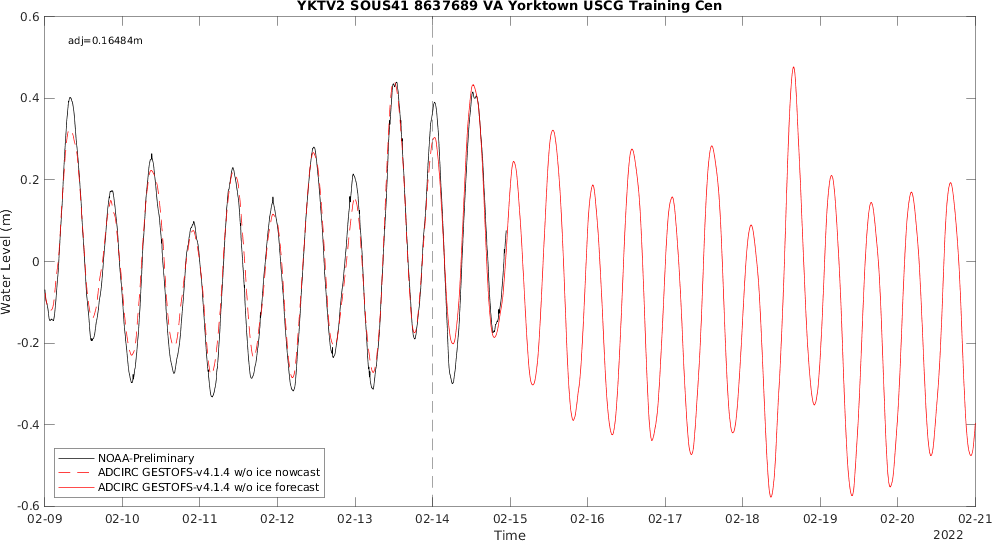 YKTV2 SOUS41 8637689 VA Yorktown USCG Training Cen
adj=0.16484m
0.6
0.4
0.2
0
-0.2
-0.4
-0.6
Water Level (m)
NOAA-Preliminary
ADCIRC GESTOFS-v4.1.4 w/o ice nowcast
ADCIRC GESTOFS-v4.1.4 w/o ice forecast
02-09 02-10 02-11 02-12 02-13 02-14 02-15 02-16 02-17 02-18 02-19 02-20 02-21
Time
2022